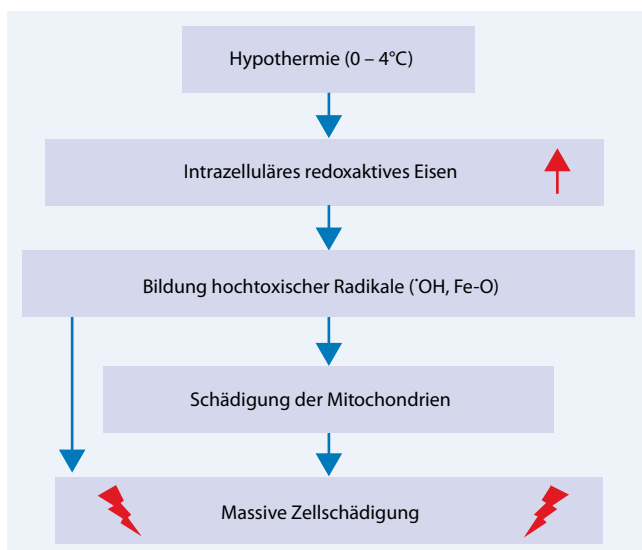 Hypothermie (0 – 4°C)
Intrazelluläres redoxaktives Eisen
Bildung hochtoxischer Radikale (˙OH, Fe-O)
Schädigung der Mitochondrien
Massive Zellschädigung